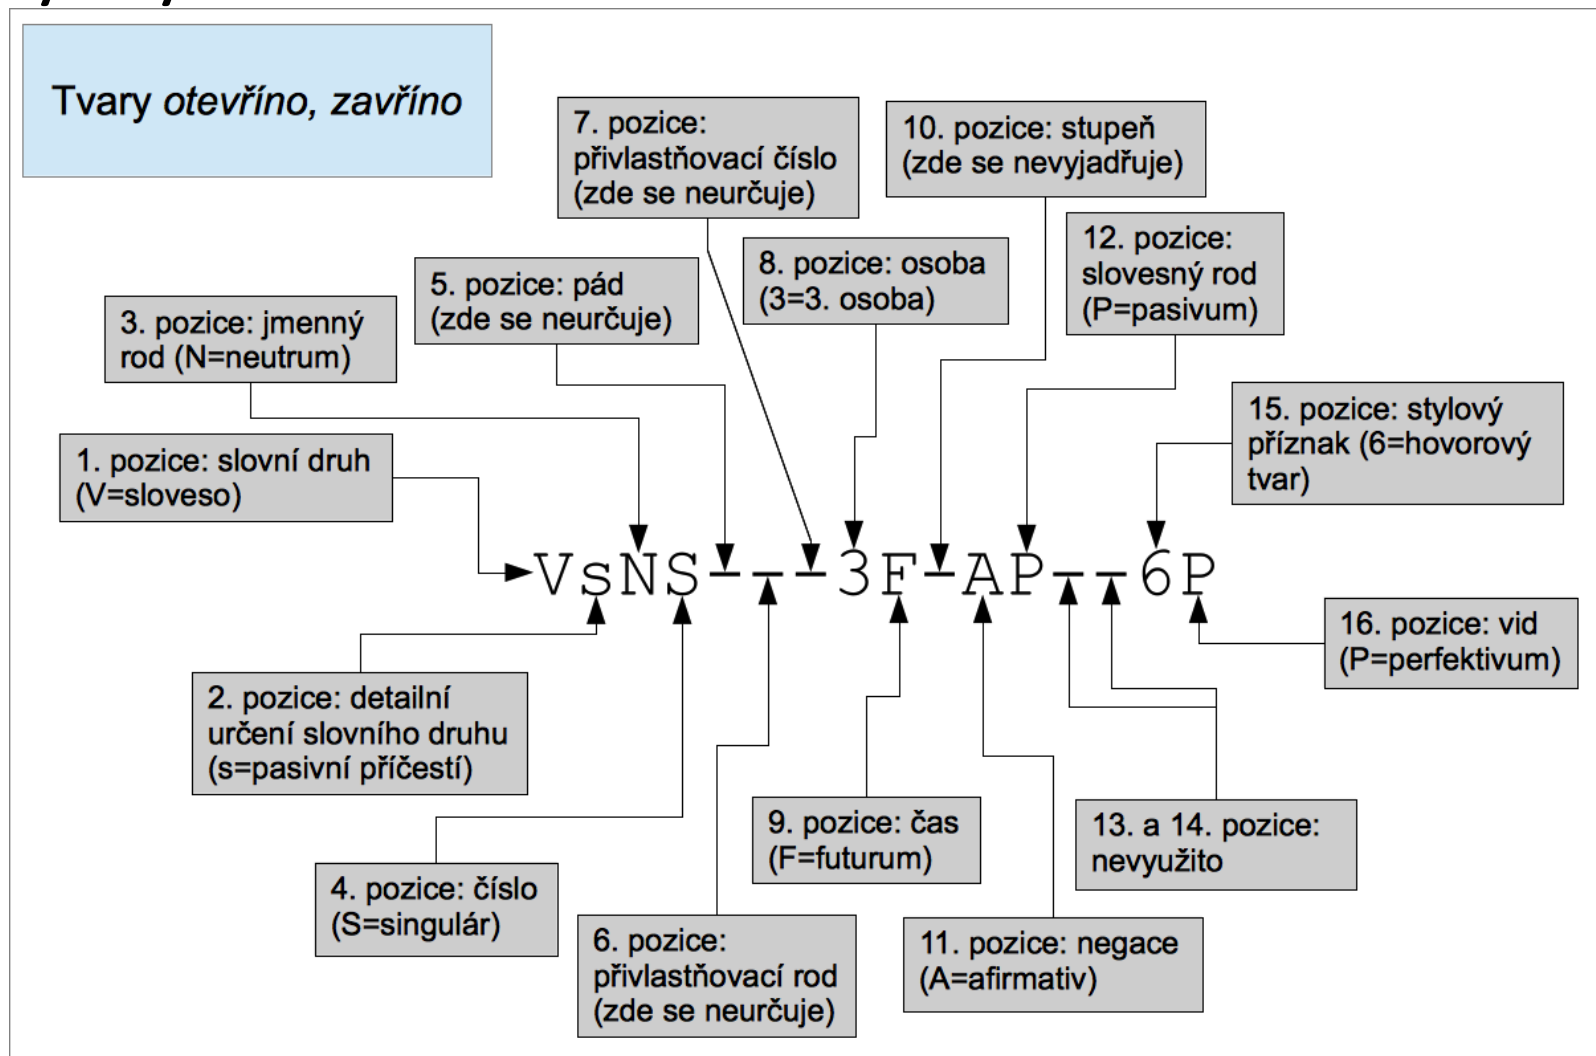 Tvary otevříno, zavříno
7. pozice:
přivlastňovací číslo
(zde se neurčuje)
10. pozice: stupeň
(zde se nevyjadřuje)
12. pozice:
slovesný rod
(P=pasivum)
8. pozice: osoba
(3=3. osoba)
5. pozice: pád
(zde se neurčuje)
3. pozice: jmenný
rod (N=neutrum)
15. pozice: stylový
příznak (6=hovorový
tvar)
1. pozice: slovní druh
(V=sloveso)
VsNS---3F-AP--6P
16. pozice: vid
(P=perfektivum)
2. pozice: detailní
určení slovního druhu
(s=pasivní příčestí)
9. pozice: čas
(F=futurum)
13. a 14. pozice:
nevyužito
4. pozice: číslo
(S=singulár)
6. pozice:
přivlastňovací rod
(zde se neurčuje)
11. pozice: negace
(A=afirmativ)